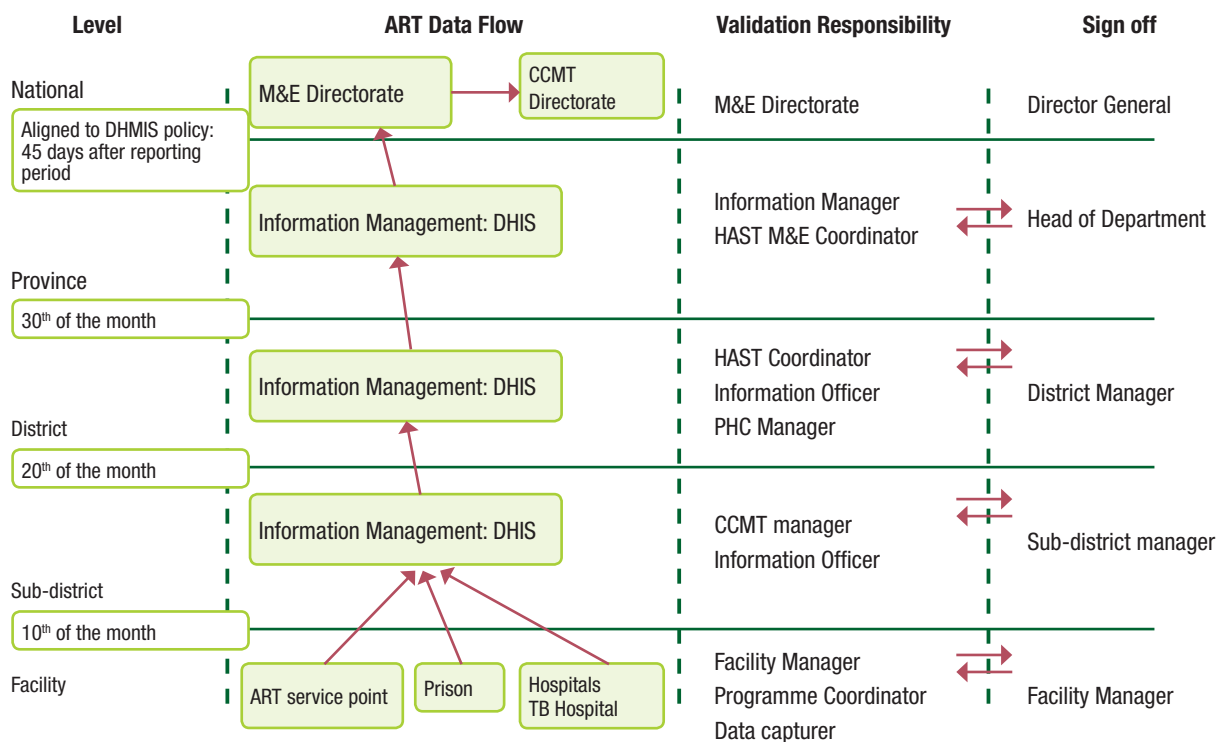 Level
ART Data Flow
Validation Responsibility
Sign off
National
M&E Directorate
CCMT
Directorate
M&E Directorate
Director General
Aligned to DHMIS policy:
45 days after reporting
period
Information Management: DHIS
Information Manager
HAST M&E Coordinator
Head of Department
Province
30th of the month
Information Management: DHIS
HAST Coordinator
Information Officer
PHC Manager
District Manager
District
20th of the month
Information Management: DHIS
CCMT manager
Information Officer
Sub-district manager
Sub-district
10th of the month
Facility
ART service point
Prison
Hospitals
TB Hospital
Facility Manager
Programme Coordinator
Data capturer
Facility Manager